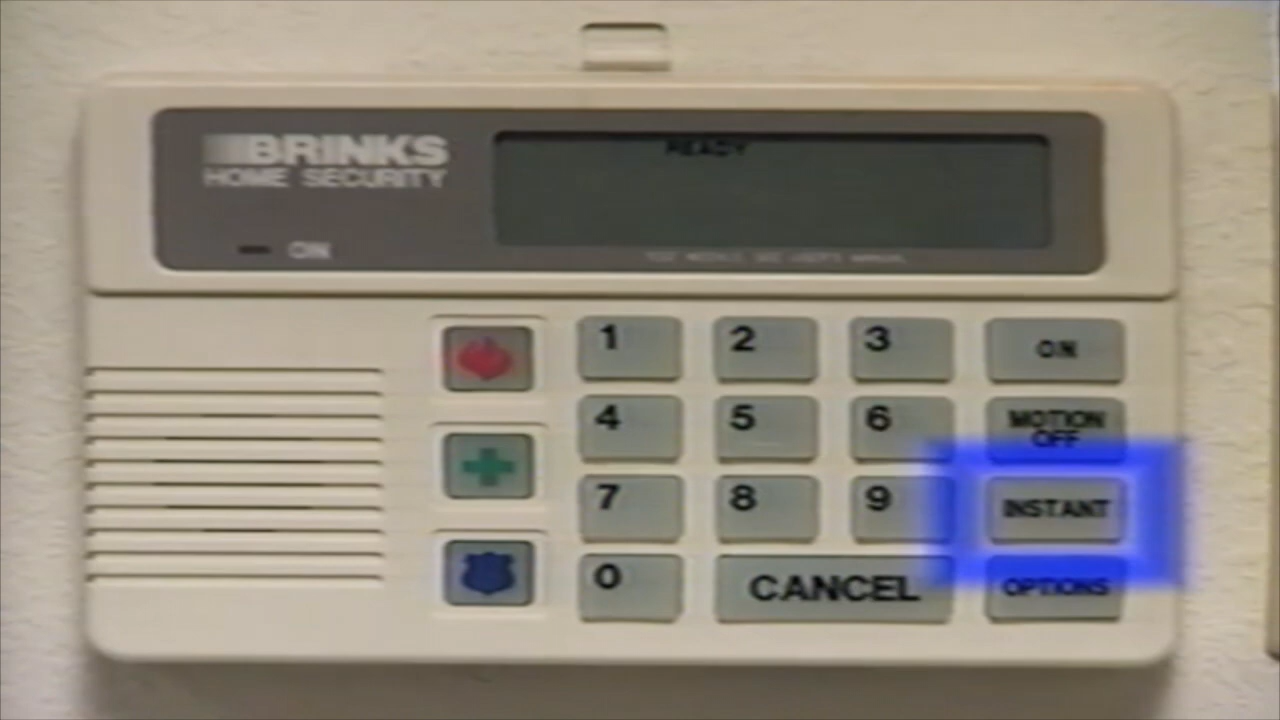 BRINKS
HOME SECURITY
READY
ON
1 2 3 ON
4 5 6 MOTION OFF
7 8 9 INSTANT
0 CANCEL OPTIONS